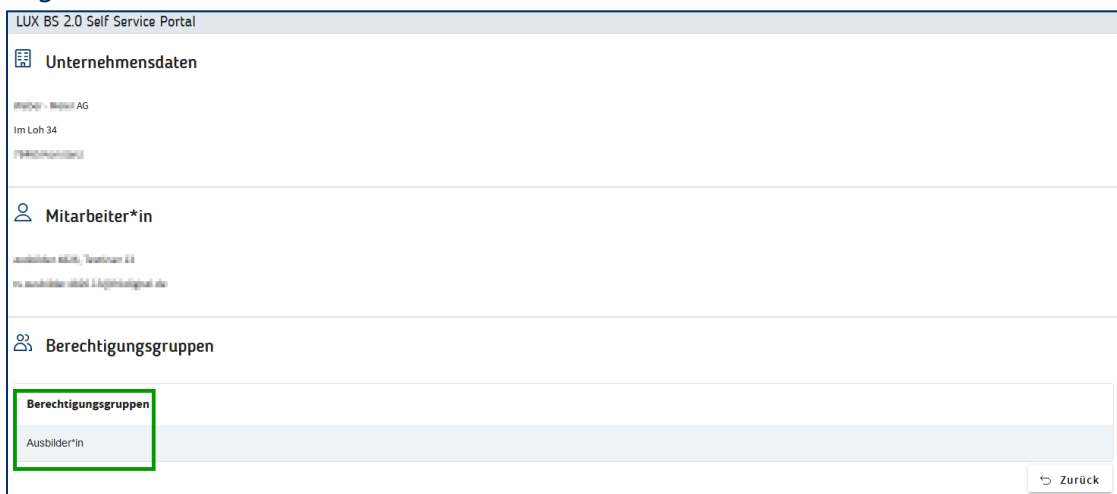 LUX BS 2.0 Self Service Portal
Unternehmensdaten
AG
Im Loh 34
Mitarbeiter*in
Berechtigungsgruppen
Berechtigungsgruppen
Ausbilder*in
Zurück